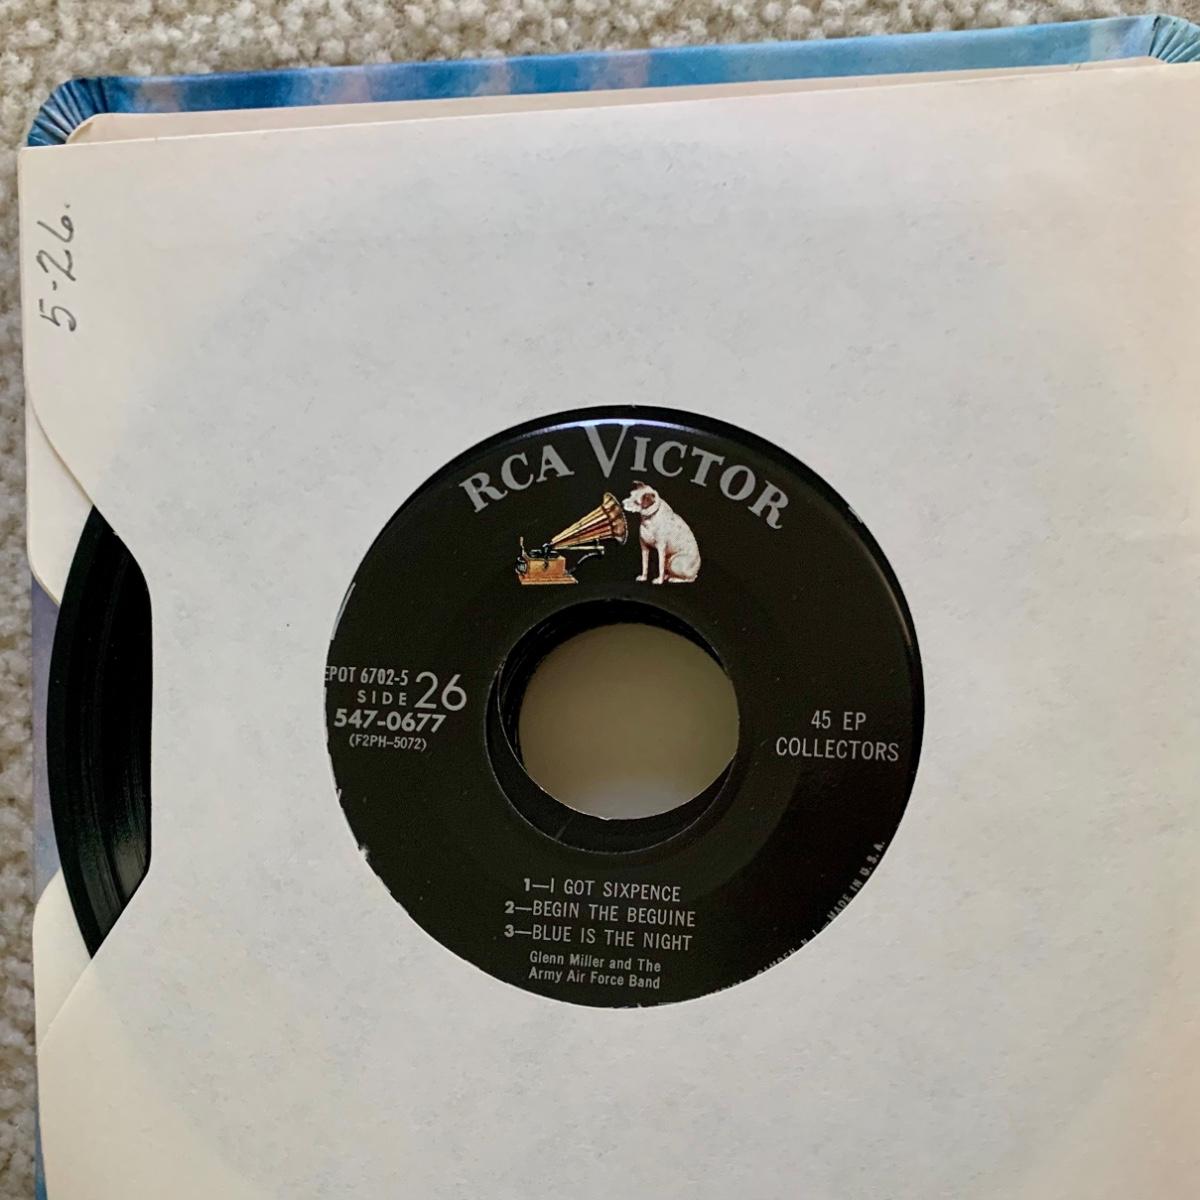 5-26.
RCA VICTOR
EPOT 6702-5
SIDE 26
547-0677
(F2PH-5072)
45 EP
COLLECTORS
1—I GOT SIXPENCE
2—BEGIN THE BEGUINE
3—BLUE IS THE NIGHT
Glenn Miller and The
Army Air Force Band
CAMDEN, N. J. MADE IN U.S.A.